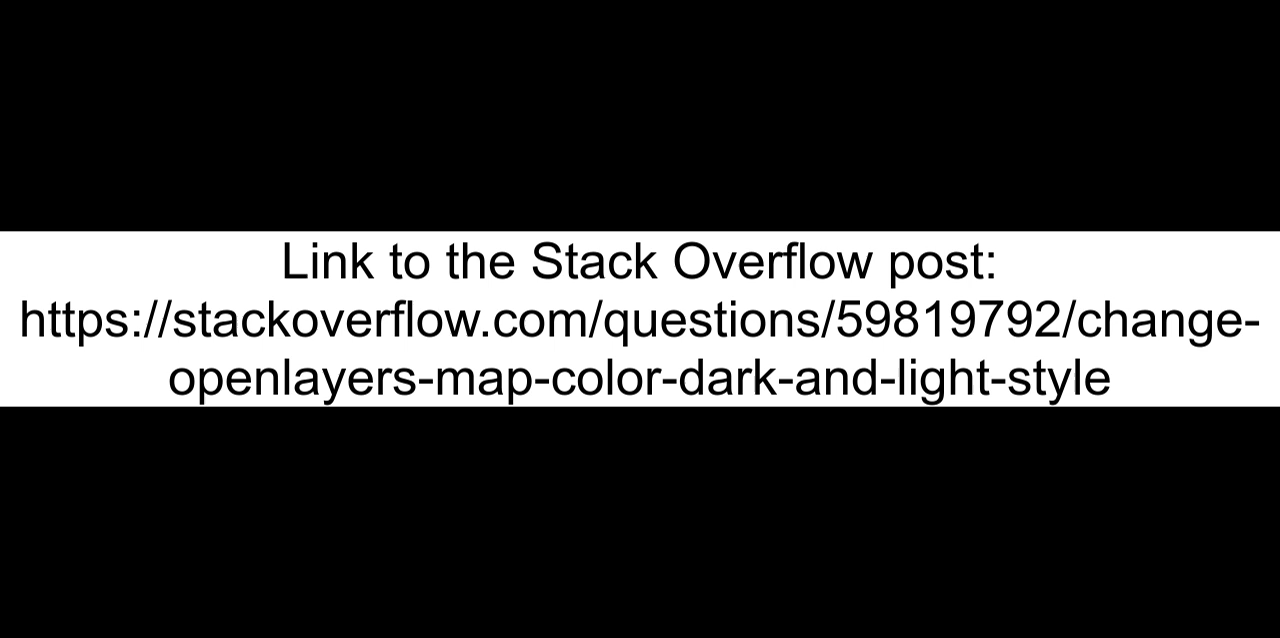 Link to the Stack Overflow post:
https://stackoverflow.com/questions/59819792/change-
openlayers-map-color-dark-and-light-style